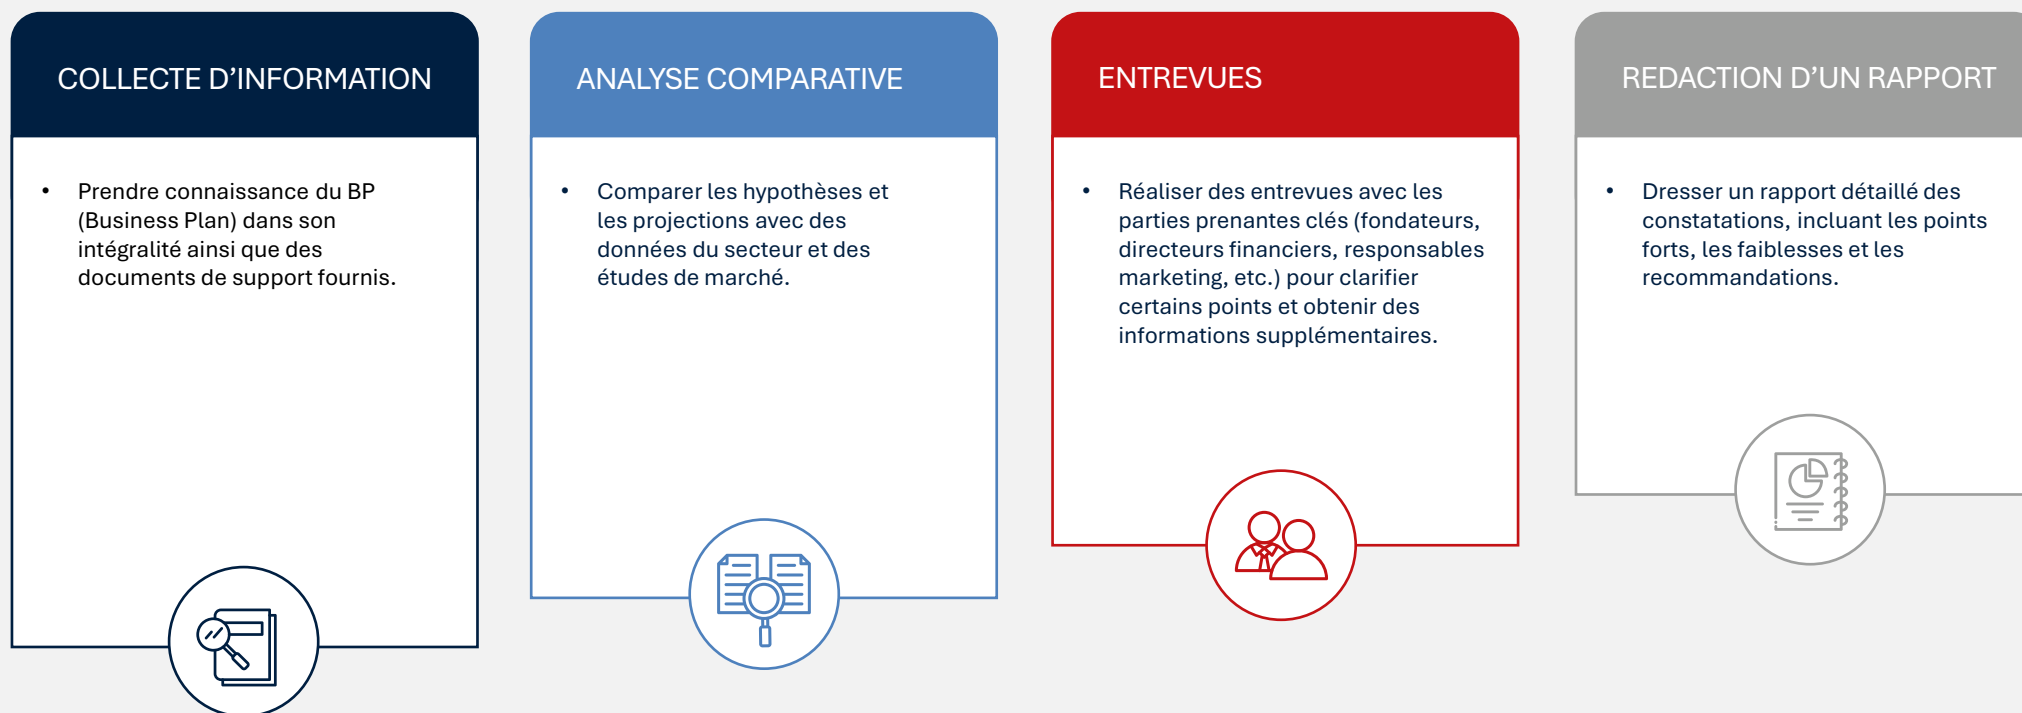 COLLECTE D’INFORMATION
• Prendre connaissance du BP
(Business Plan) dans son
intégralité ainsi que des
documents de support fournis.
ANALYSE COMPARATIVE
• Comparer les hypothèses et
les projections avec des
données du secteur et des
études de marché.
ENTREVUES
• Réaliser des entrevues avec les
parties prenantes clés (fondateurs,
directeurs financiers, responsables
marketing, etc.) pour clarifier
certains points et obtenir des
informations supplémentaires.
REDACTION D’UN RAPPORT
• Dresser un rapport détaillé des
constatations, incluant les points
forts, les faiblesses et les
recommandations.